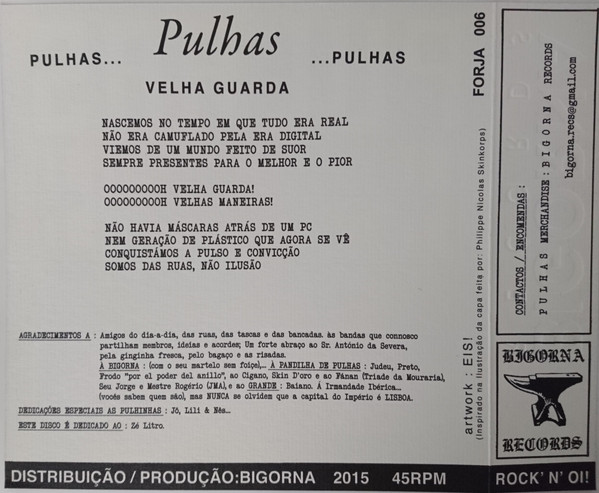 PULHAS... Pulhas ...PULHAS
VELHA GUARDA
NASCEMOS NO TEMPO EM QUE TUDO ERA REAL
NÃO ERA CAMUFLADO PELA ERA DIGITAL
VIEMOS DE UM MUNDO FEITO DE SUOR
SEMPRE PRESENTES PARA O MELHOR E O PIOR
OOOOOOOOOH VELHA GUARDA!
OOOOOOOOOH VELHAS MANEIRAS!
NÃO HAVIA MÁSCARAS ATRÁS DE UM PC
NEM GERAÇÃO DE PLÁSTICO QUE AGORA SE VÊ
CONQUISTÁMOS A PULSO E CONVICÇÃO
SOMOS DAS RUAS, NÃO ILUSÃO
AGRADECIMENTOS A : Amigos do dia-a-dia, das ruas, das tascas e das bancadas. Às bandas que connosco
partilham membros, ideias e acordes; Um forte abraço ao Sr. António da Severa,
pela ginginha fresca, pelo bagaço e as risadas.
À BIGORNA : (com o seu martelo sem foiçe)... À PANDILHA DE PULHAS : Judeu, Preto,
Prodo "por el poder del anillo", ao Cigano, Skin D'oro e ao Fánan (Triade da Mouraria),
Seu Jorge e Mestre Rogério (JMA), e ao GRANDE : Baiano. À Irmandade Ibérica...
(vocês sabem quem são), mas NUNCA se olvidem que a capital do Império é LISBOA.
DEDICAÇÕES ESPECIAIS AS PULHINHAS : Jô, Lili & Nês...
ESTE DISCO É DEDICADO AO : Zé Litro.
artwork : EIS!
(Inspirado na ilustração da capa feita por: Philippe Nicolas Skinkorps)
FORJA 006
CONTACTOS / ENCOMENDAS :
PULHAS MERCHANDISE : BIGORNA RECORDS
bigorna.recs@gmail.com
BIGORNA
RECORDS
DISTRIBUIÇÃO / PRODUÇÃO:BIGORNA 2015 45RPM ROCK' N' OI!